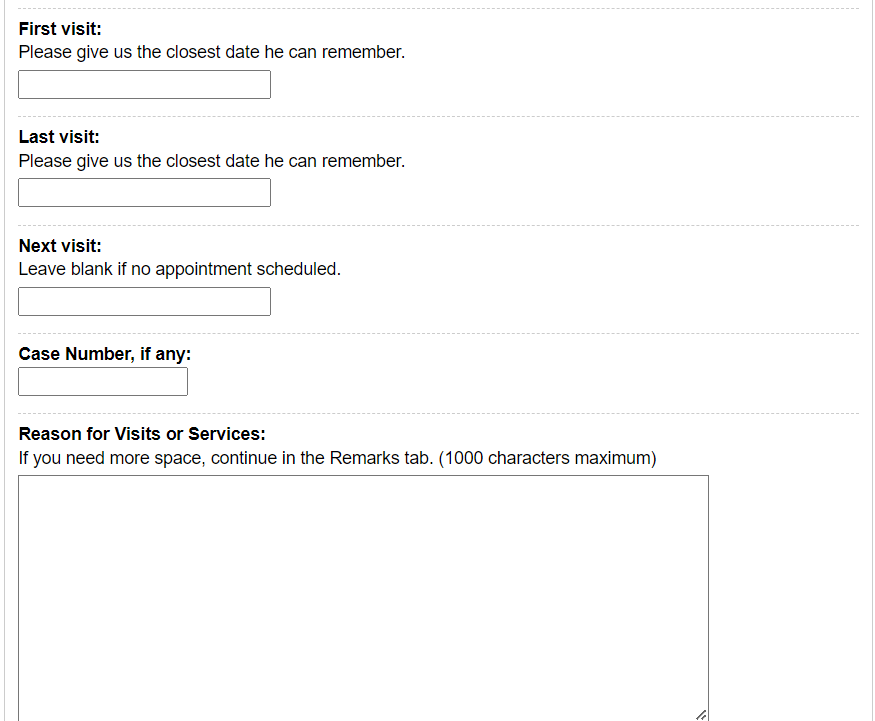 First visit:
Please give us the closest date he can remember.
Last visit:
Please give us the closest date he can remember.
Next visit:
Leave blank if no appointment scheduled.
Case Number, if any:
Reason for Visits or Services:
If you need more space, continue in the Remarks tab. (1000 characters maximum)